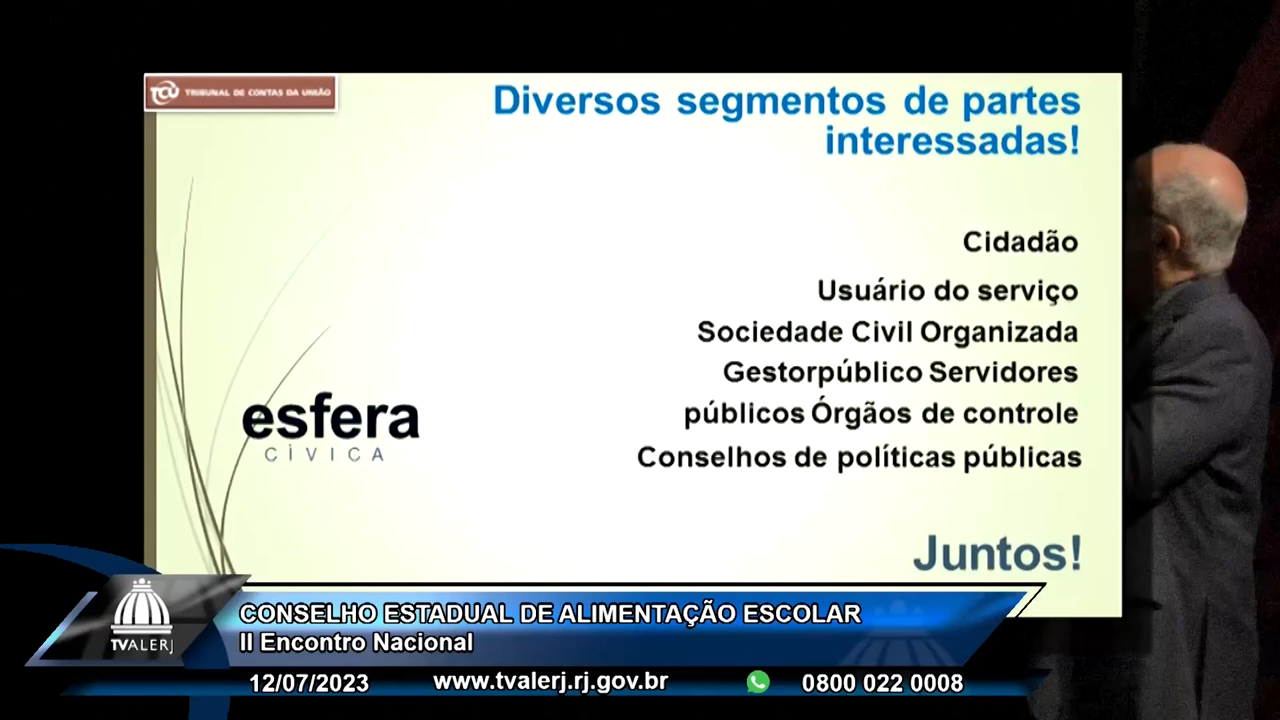 TCU TRIBUNAL DE CONTAS DA UNIÃO
Diversos segmentos de partes
interessadas!
Cidadão
Usuário do serviço
Sociedade Civil Organizada
Gestorpúblico Servidores
públicos Órgãos de controle
Conselhos de políticas públicas
esfera
CÍVICA
Juntos!
CONSELHO ESTADUAL DE ALIMENTAÇÃO ESCOLAR
II Encontro Nacional
TVALERJ
12/07/2023 www.tvalerj.rj.gov.br 0800 022 0008